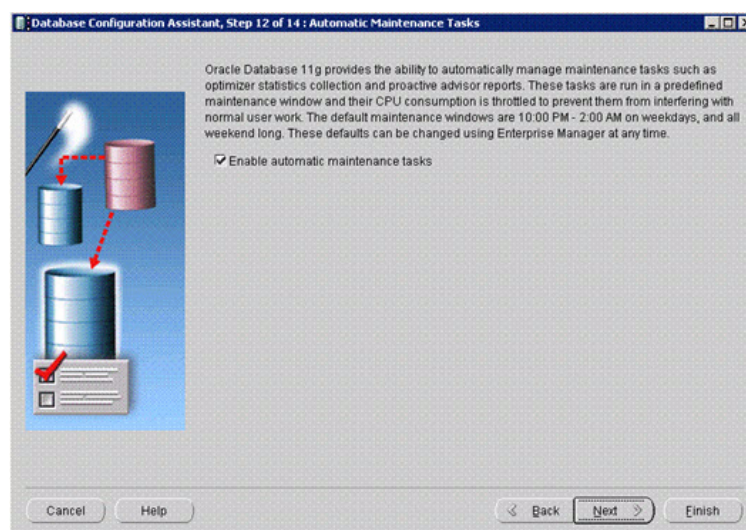 Database Configuration Assistant, Step 12 of 14 : Automatic Maintenance Tasks
Oracle Database 11g provides the ability to automatically manage maintenance tasks such as
optimizer statistics collection and proactive advisor reports. These tasks are run in a predefined
maintenance window and their CPU consumption is throttled to prevent them from interfering with
normal user work. The default maintenance windows are 10:00 PM - 2:00 AM on weekdays, and all
weekend long. These defaults can be changed using Enterprise Manager at any time.
Enable automatic maintenance tasks
Cancel
Help
Back
Next
Finish